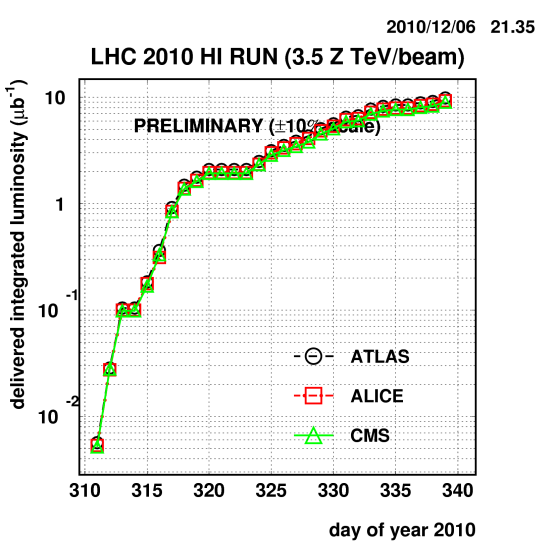 2010/12/06 21.35
LHC 2010 HI RUN (3.5 Z TeV/beam)
delivered integrated luminosity (μb⁻¹)
PRELIMINARY (±10% scale)
10
1
10⁻¹
10⁻²
ATLAS
ALICE
CMS
310 315 320 325 330 335 340
day of year 2010